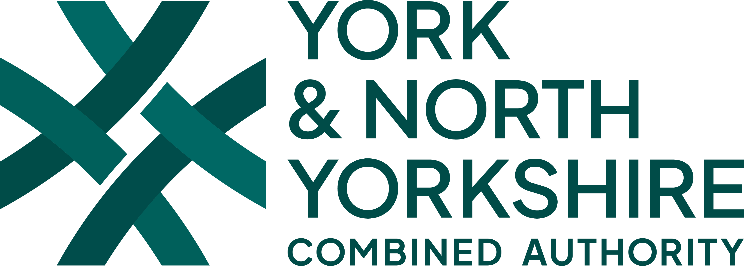 YORK
& NORTH
YORKSHIRE
COMBINED AUTHORITY